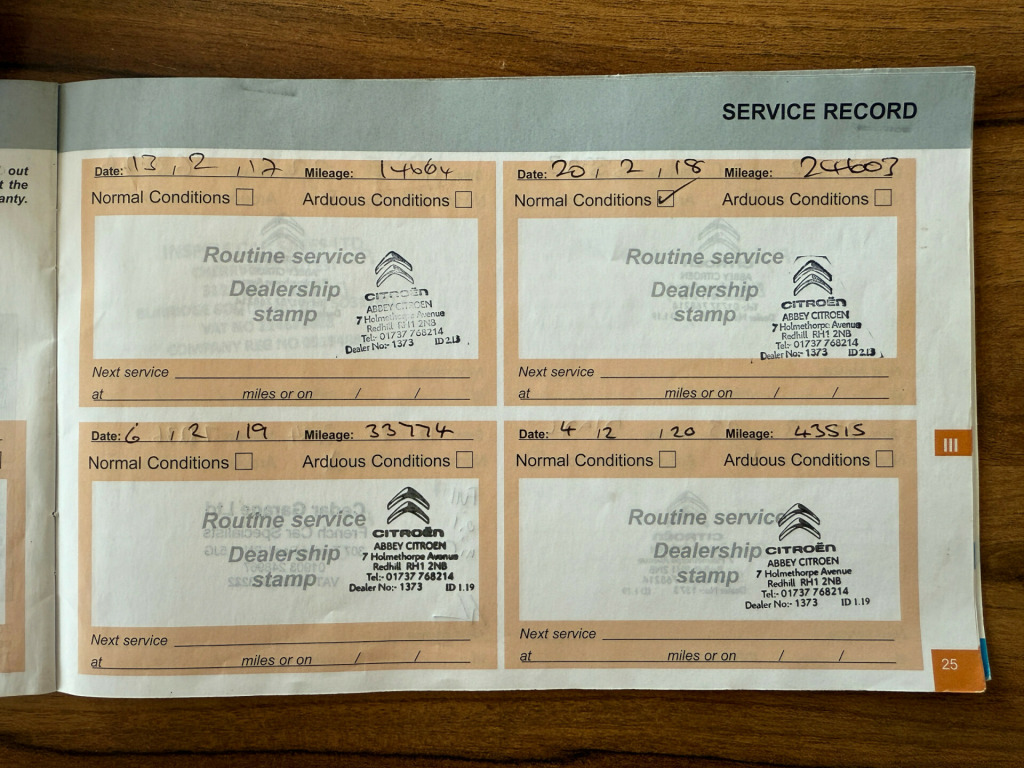 out
t the
anty.
SERVICE RECORD
Date: 13, 2, 17 Mileage: 14664
Normal Conditions Arduous Conditions
Routine service
Dealership
stamp
CITROËN
ABBEY CITROEN
7 Holmethorpe Avenue
Redhill RH1 2NB
Tel:- 01737 768214
Dealer No:- 1373 ID 2.13
Next service
at miles or on / /
Date: 20, 2, 18 Mileage: 24603
Normal Conditions ✓ Arduous Conditions
Routine service
Dealership
stamp
CITROËN
ABBEY CITROEN
7 Holmethorpe Avenue
Redhill RH1 2NB
Tel:- 01737 768214
Dealer No:- 1373 ID 2.13
Next service
at miles or on / /
Date: 6, 2, 19 Mileage: 33774
Normal Conditions Arduous Conditions
Routine service
Dealership
stamp
CITROËN
ABBEY CITROEN
7 Holmethorpe Avenue
Redhill RH1 2NB
Tel:- 01737 768214
Dealer No:- 1373 ID 1.19
Next service
at miles or on / /
Date: 4, 12, 20 Mileage: 43515
Normal Conditions Arduous Conditions
Routine service
Dealership
stamp
CITROËN
ABBEY CITROEN
7 Holmethorpe Avenue
Redhill RH1 2NB
Tel:- 01737 768214
Dealer No:- 1373 ID 1.19
Next service
at miles or on / /
III
25